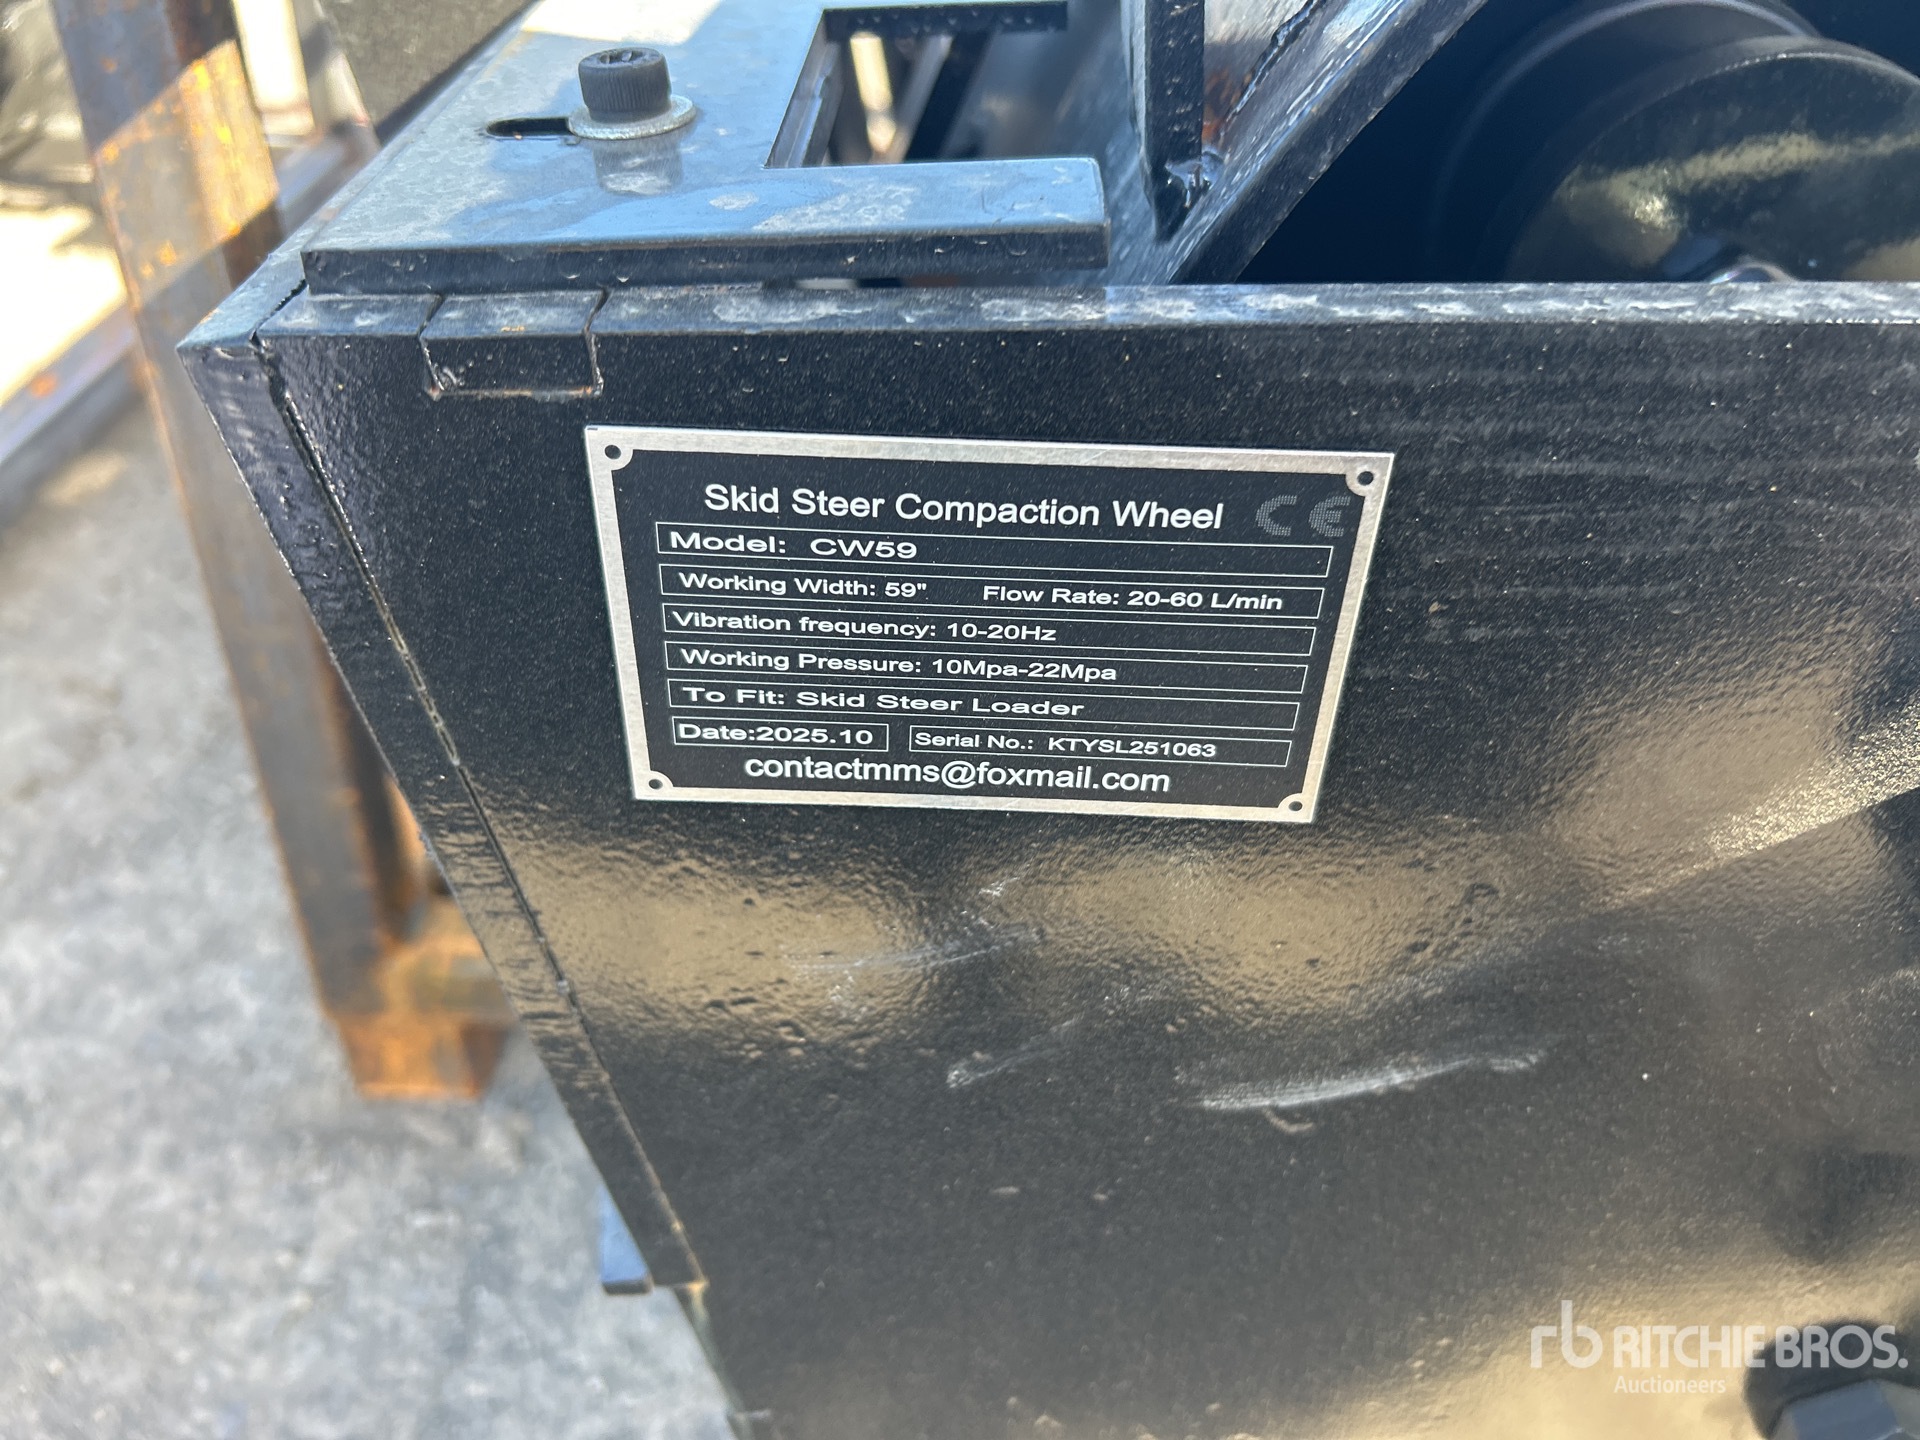 Skid Steer Compaction Wheel CE
Model: CW59
Working Width: 59" Flow Rate: 20-60 L/min
Vibration frequency: 10-20Hz
Working Pressure: 10Mpa-22Mpa
To Fit: Skid Steer Loader
Date:2025.10 Serial No.: KTYSL251063
contactmms@foxmail.com
rb RITCHIE BROS.
Auctioneers